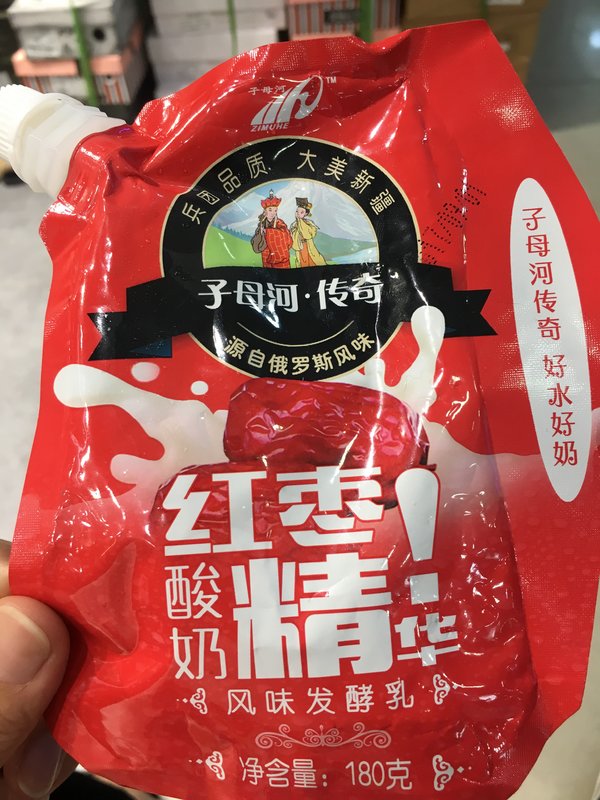 子母河
ZIMUHE
TM
兵团品质 大美新疆
子母河·传奇
源自俄罗斯风味
子母河传奇 好水好奶
红枣
酸奶
精华!
风味发酵乳
净含量: 180克